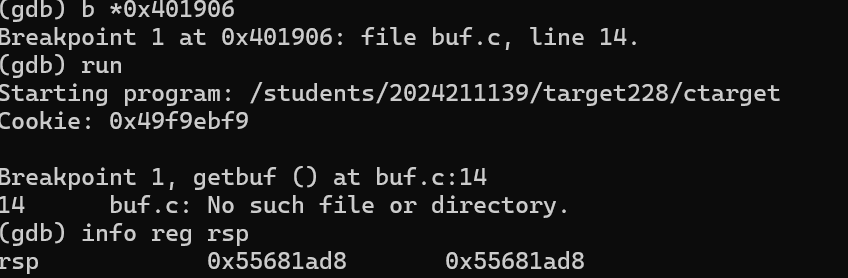 (gdb) b *0x401906
Breakpoint 1 at 0x401906: file buf.c, line 14.
(gdb) run
Starting program: /students/2024211139/target228/ctarget
Cookie: 0x49f9ebf9
Breakpoint 1, getbuf () at buf.c:14
14      buf.c: No such file or directory.
(gdb) info reg rsp
rsp            0x55681ad8       0x55681ad8